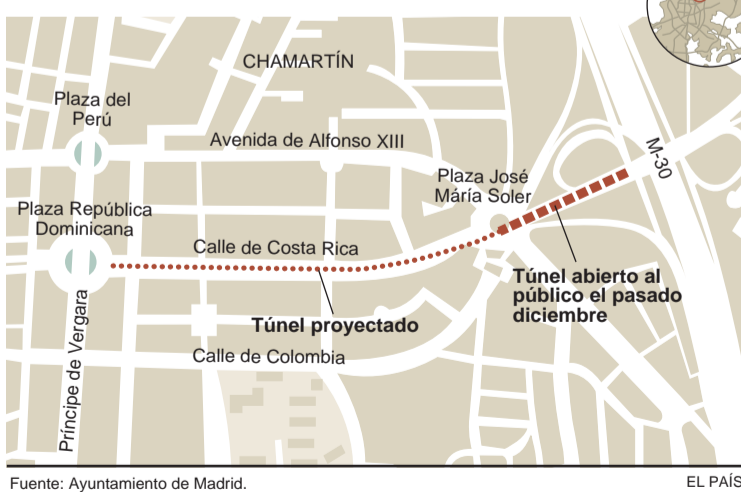 CHAMARTÍN
Plaza del
Perú
Avenida de Alfonso XIII
M-30
Plaza José
Máría Soler
Plaza República
Dominicana
Calle de Costa Rica
Túnel abierto al
público el pasado
diciembre
Túnel proyectado
Príncipe de Vergara
Calle de Colombia
Fuente: Ayuntamiento de Madrid.
EL PAÍS